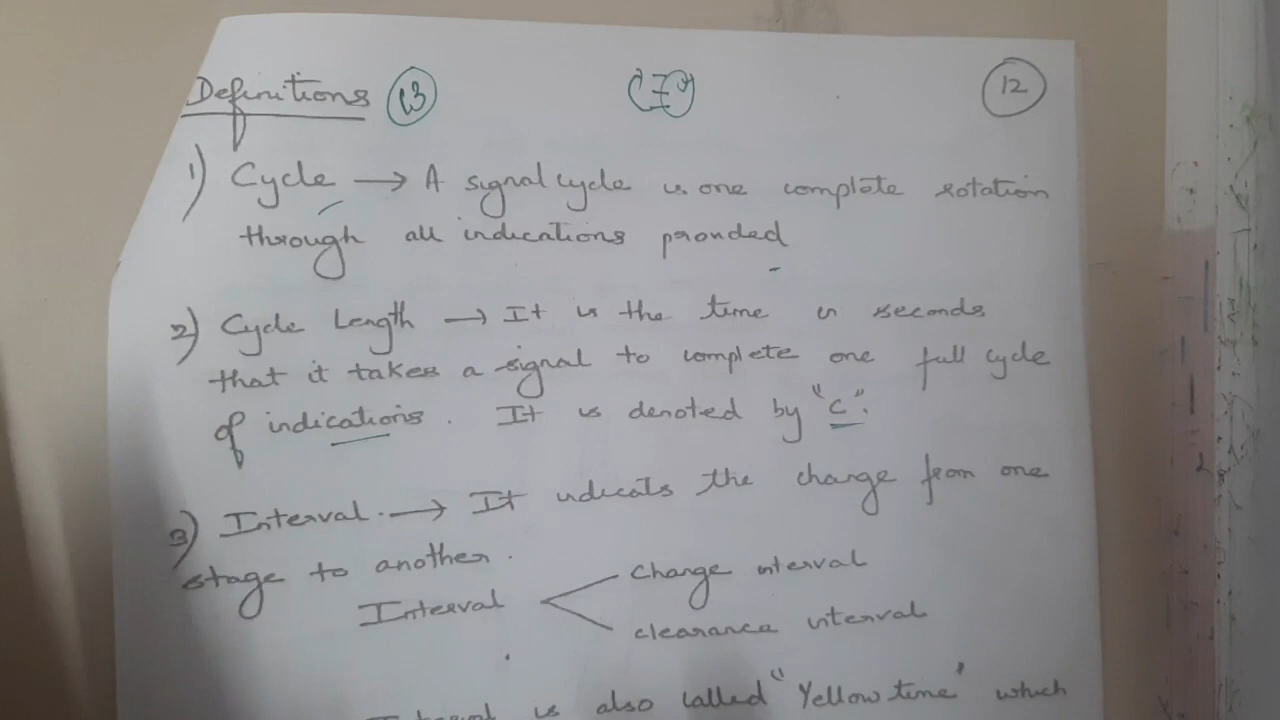 Definitions 13 12
1) Cycle → A signal cycle is one complete rotation
through all indications provided
2) Cycle Length → It is the time in seconds
that it takes a signal to complete one full cycle
of indications. It is denoted by "C".
3) Interval → It indicats the change from one
stage to another.
Change interval
Interval
clearance interval
is also called "Yellow time" which